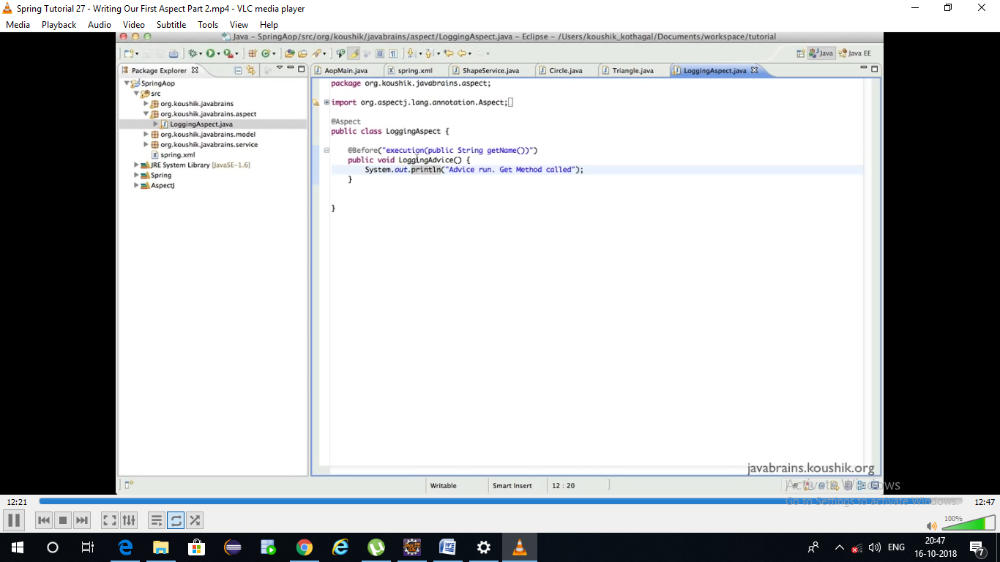 Spring Tutorial 27 - Writing Our First Aspect Part 2.mp4 - VLC media player
Media Playback Audio Video Subtitle Tools View Help
Java – SpringAop/src/org/koushik/javabrains/aspect/LoggingAspect.java – Eclipse – /Users/koushik_kothagal/Documents/workspace/tutorial
Java Java EE
Package Explorer
AopMain.java spring.xml ShapeService.java Circle.java Triangle.java LoggingAspect.java
SpringAop
src
org.koushik.javabrains
org.koushik.javabrains.aspect
LoggingAspect.java
org.koushik.javabrains.model
org.koushik.javabrains.service
spring.xml
JRE System Library [JavaSE-1.6]
Spring
AspectJ
package org.koushik.javabrains.aspect;
import org.aspectj.lang.annotation.Aspect;
@Aspect
public class LoggingAspect {
@Before("execution(public String getName())")
public void LoggingAdvice() {
System.out.println("Advice run. Get Method called");
}
}
javabrains.koushik.org
Writable Smart Insert 12 : 20
Activate Windows
Go to Settings to activate Windows.
12:21 12:47
100%
ENG
20:47
16-10-2018
7